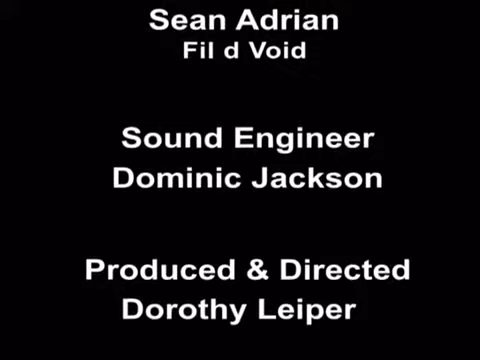 Sean Adrian
Fil d Void
Sound Engineer
Dominic Jackson
Produced & Directed
Dorothy Leiper